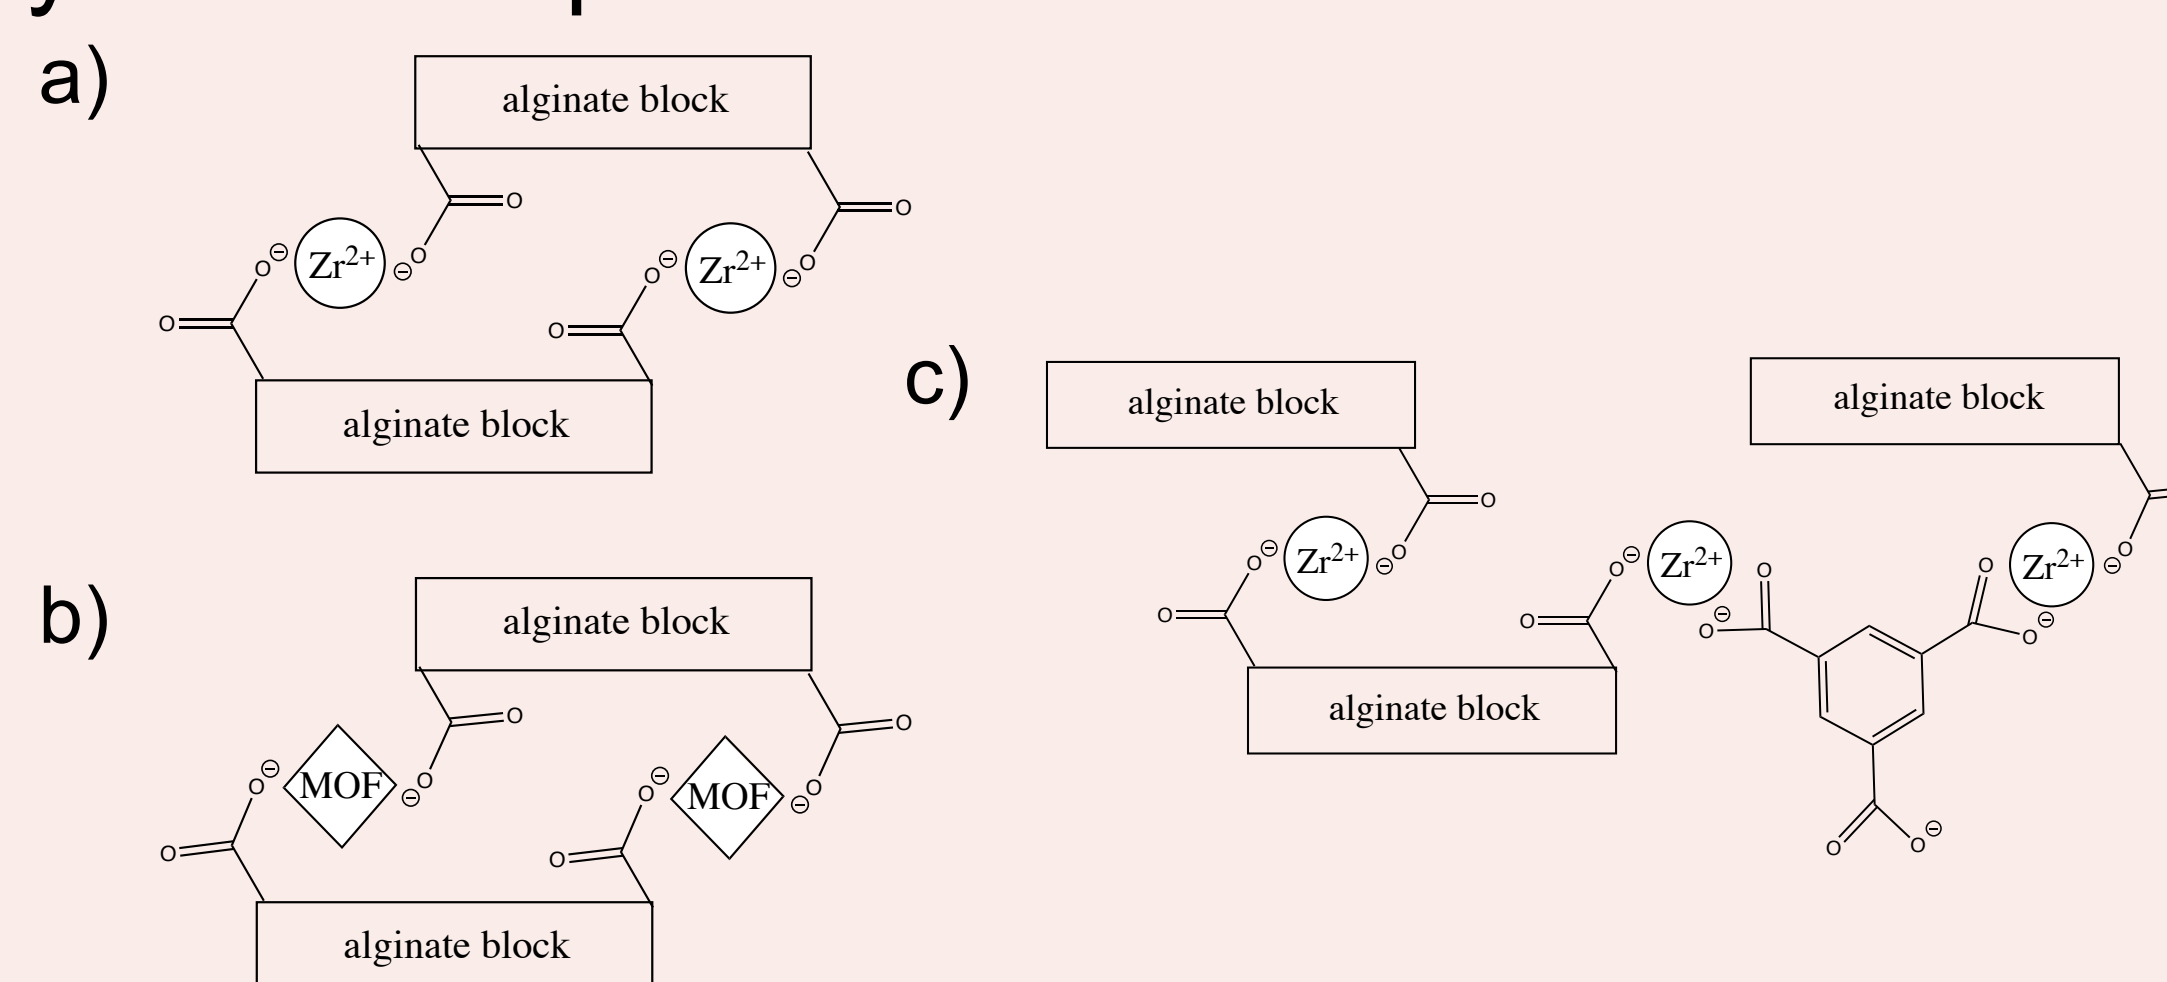 a)
alginate block
O
O
O
Zr2+
O
O
Zr2+
O
O
O
alginate block
c)
alginate block
alginate block
O
O
Zr2+
O
O
Zr2+
O
O
Zr2+
O
O
O
O
O
alginate block
O
O
b)
alginate block
O
O
O
MOF
O
O
MOF
O
O
O
alginate block